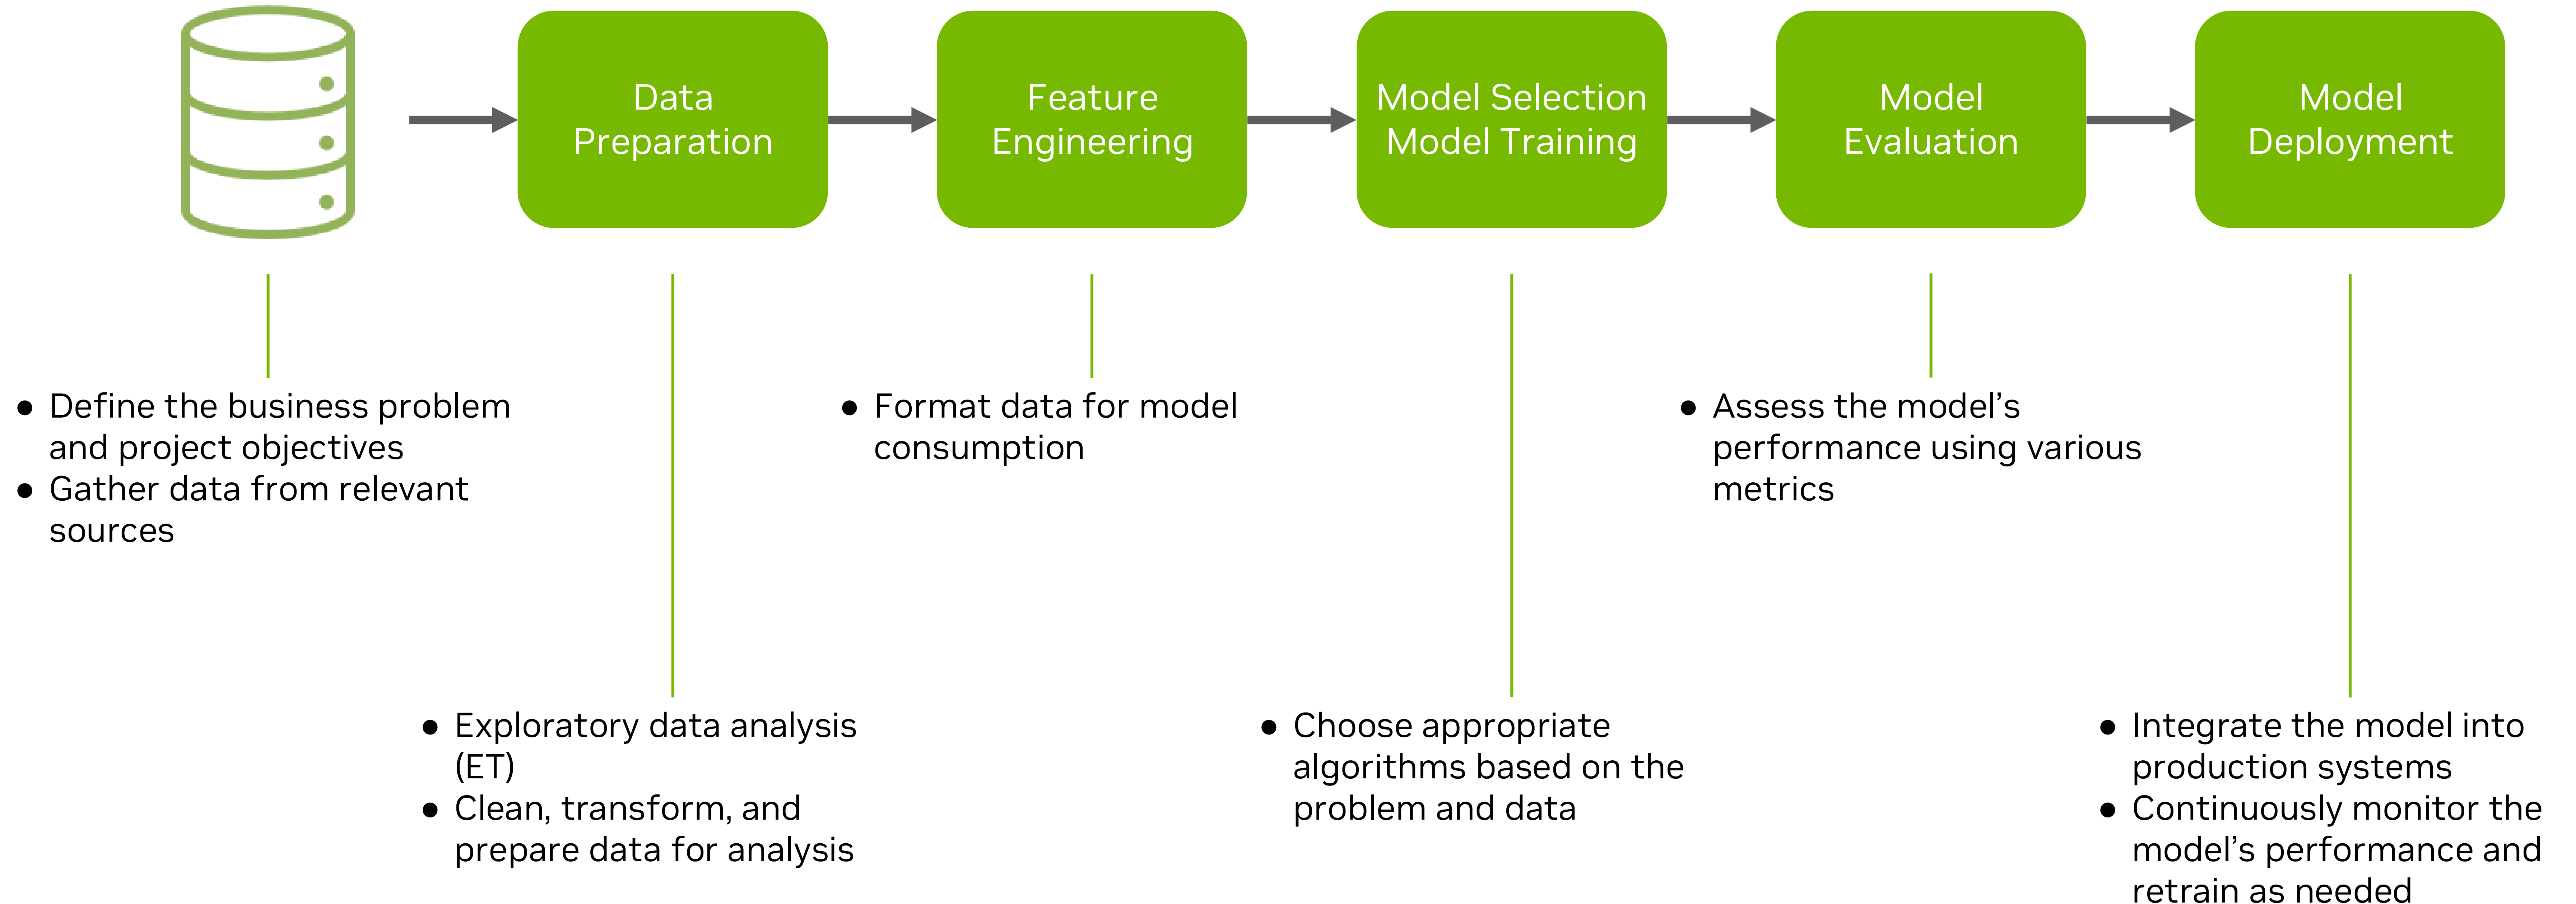 Data
Preparation
Feature
Engineering
Model Selection
Model Training
Model
Evaluation
Model
Deployment
● Define the business problem
and project objectives
● Gather data from relevant
sources
● Exploratory data analysis
(ET)
● Clean, transform, and
prepare data for analysis
● Format data for model
consumption
● Choose appropriate
algorithms based on the
problem and data
● Assess the model’s
performance using various
metrics
● Integrate the model into
production systems
● Continuously monitor the
model’s performance and
retrain as needed